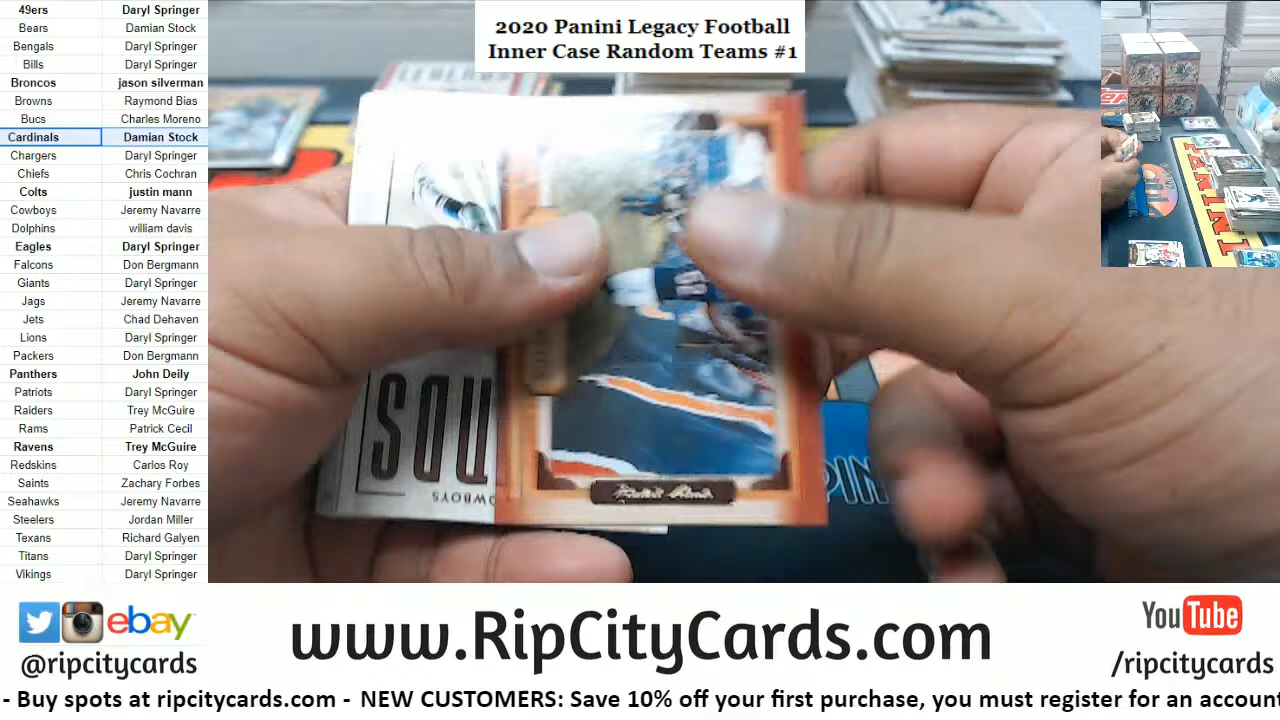 2020 Panini Legacy Football
Inner Case Random Teams #1
49ers Daryl Springer
Bears Damian Stock
Bengals Daryl Springer
Bills Daryl Springer
Broncos jason silverman
Browns Raymond Bias
Bucs Charles Moreno
Cardinals Damian Stock
Chargers Daryl Springer
Chiefs Chris Cochran
Colts justin mann
Cowboys Jeremy Navarre
Dolphins william davis
Eagles Daryl Springer
Falcons Don Bergmann
Giants Daryl Springer
Jags Jeremy Navarre
Jets Chad Dehaven
Lions Daryl Springer
Packers Don Bergmann
Panthers John Deily
Patriots Daryl Springer
Raiders Trey McGuire
Rams Patrick Cecil
Ravens Trey McGuire
Redskins Carlos Roy
Saints Zachary Forbes
Seahawks Jeremy Navarre
Steelers Jordan Miller
Texans Richard Galyen
Titans Daryl Springer
Vikings Daryl Springer
PANINI
COWBOYS
ebay
@ripcitycards
www.RipCityCards.com
YouTube
/ripcitycards
- Buy spots at ripcitycards.com - NEW CUSTOMERS: Save 10% off your first purchase, you must register for an account